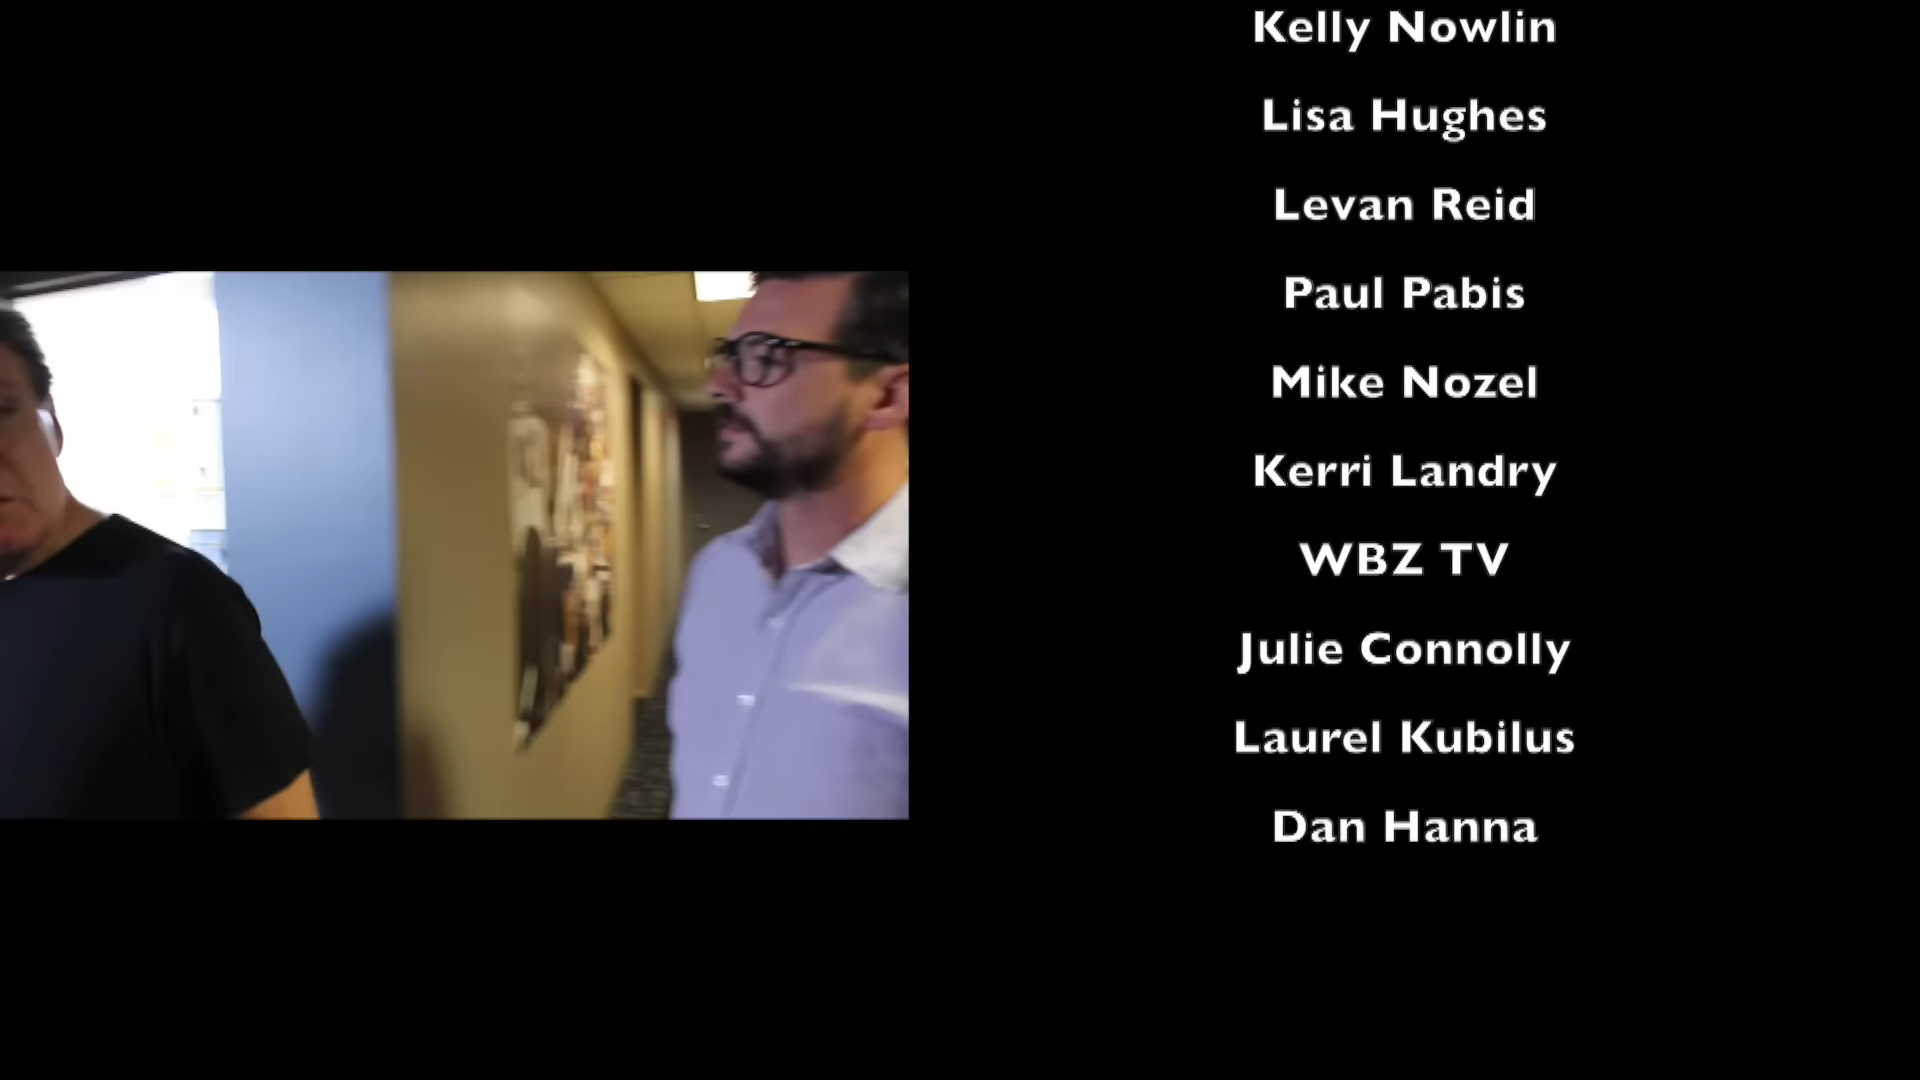 Kelly Nowlin
Lisa Hughes
Levan Reid
Paul Pabis
Mike Nozel
Kerri Landry
WBZ TV
Julie Connolly
Laurel Kubilus
Dan Hanna